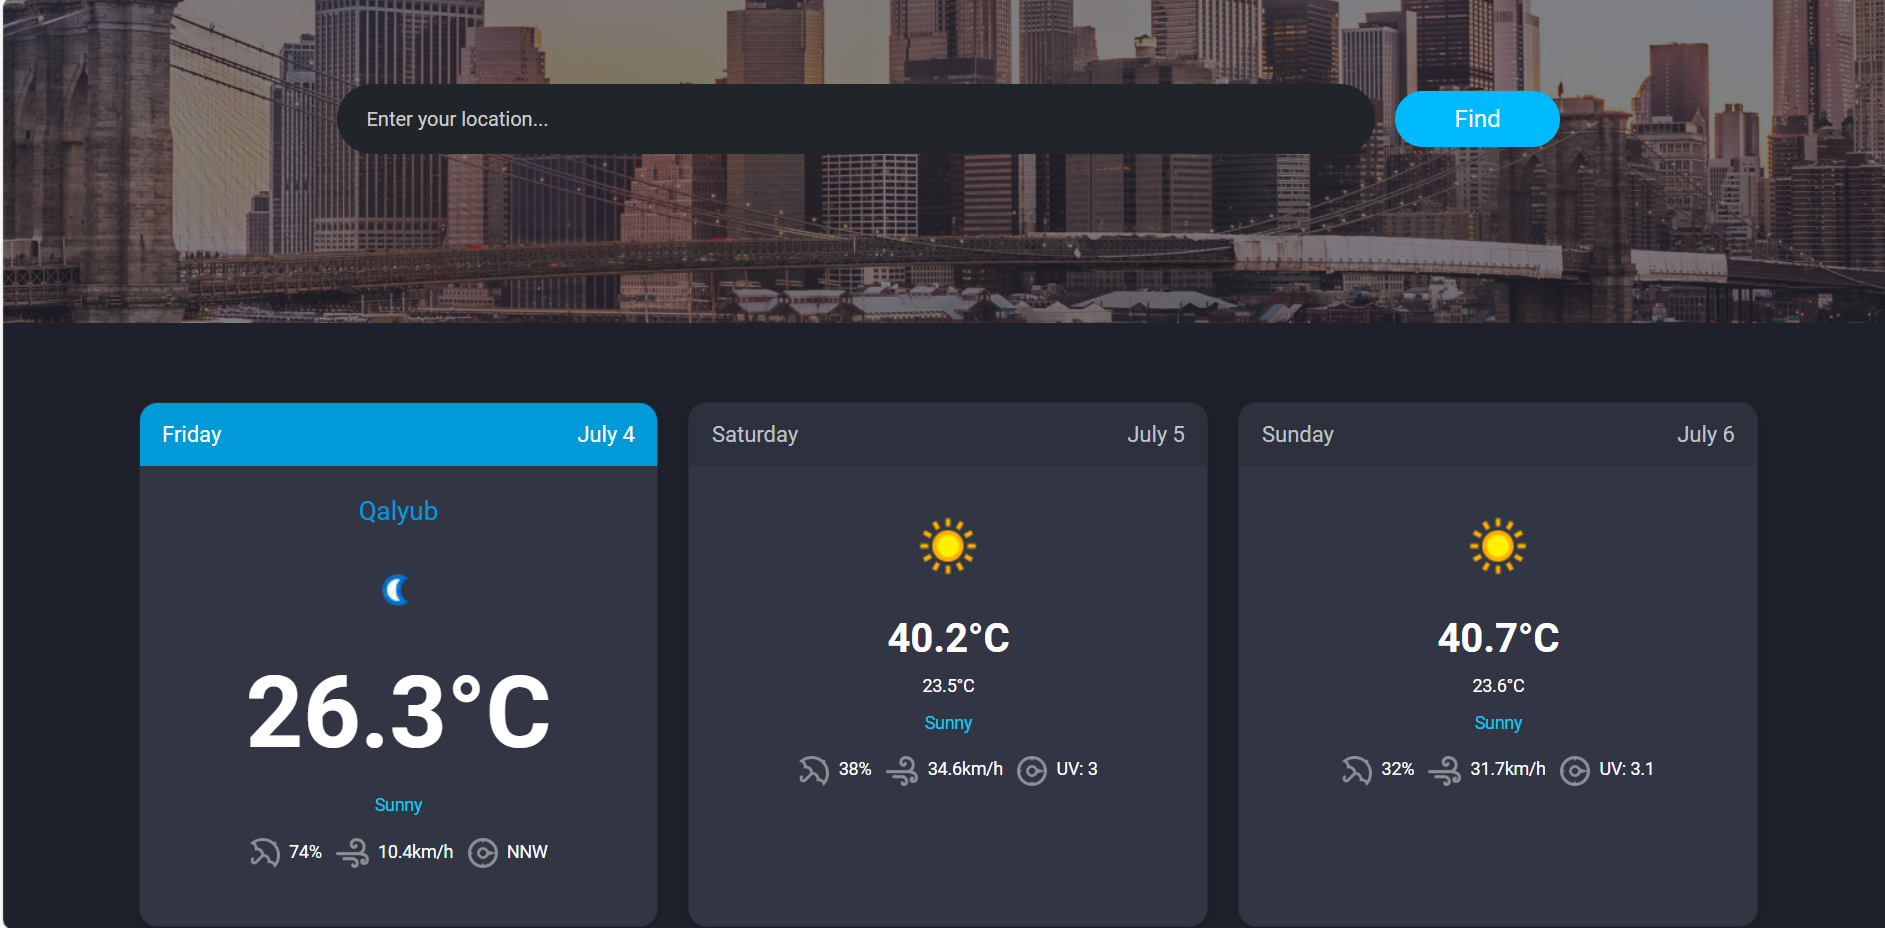 Enter your location...
Find
Friday July 4
Qalyub
26.3°C
Sunny
74% 10.4km/h NNW
Saturday July 5
40.2°C
23.5°C
Sunny
38% 34.6km/h UV: 3
Sunday July 6
40.7°C
23.6°C
Sunny
32% 31.7km/h UV: 3.1